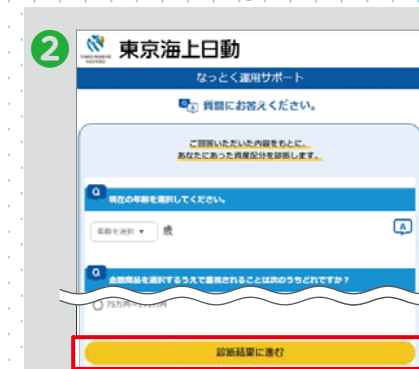 2
東京海上日動
なっとく運用サポート
Q A 質問にお答えください。
ご回答いただいた内容をもとに、
あなたにあった資産配分を診断します。
Q 現在の年齢を選択してください。
年齢を選択 ▼ 歳
A
Q 金融商品を選択するうえで重視されることは次のうちどれですか？
診断結果に進む